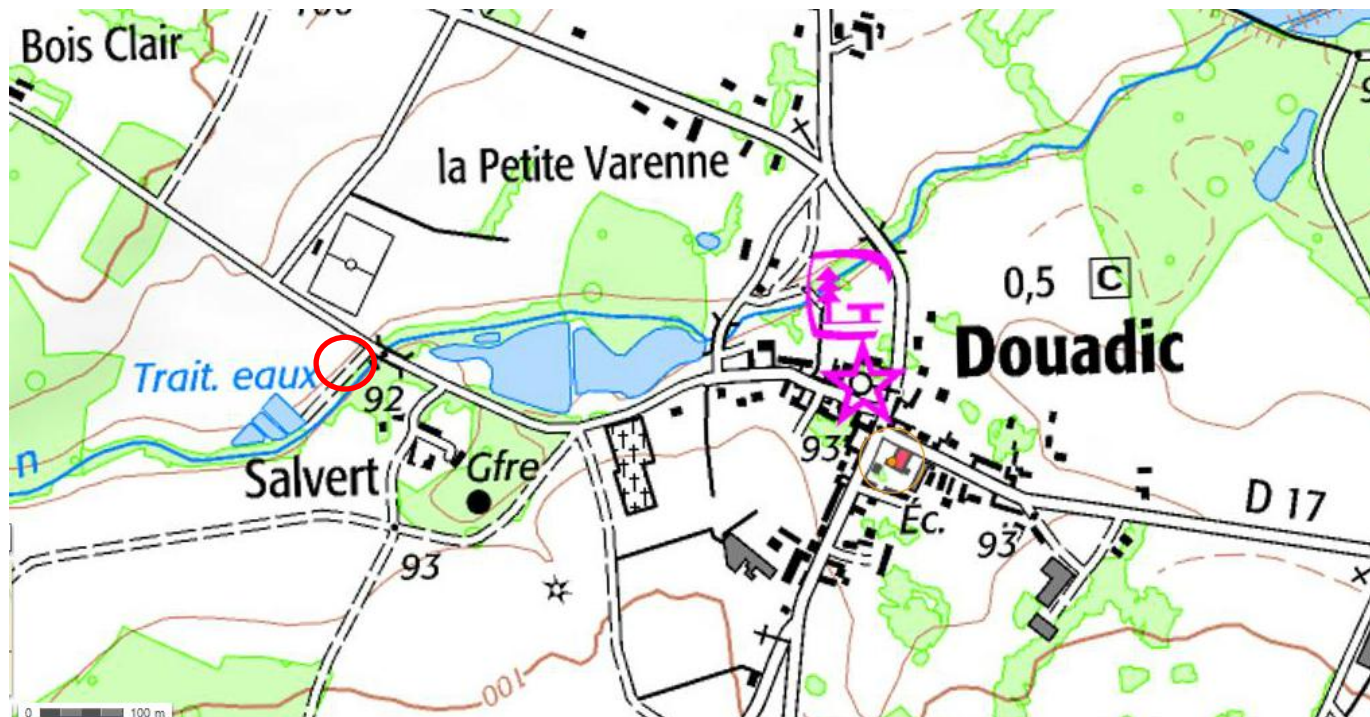 Bois Clair
la Petite Varenne
0,5 C
Douadic
Trait. eaux
92
n
Salvert
Gfre
93
Éc.
93
D 17
93
100
0 100 m